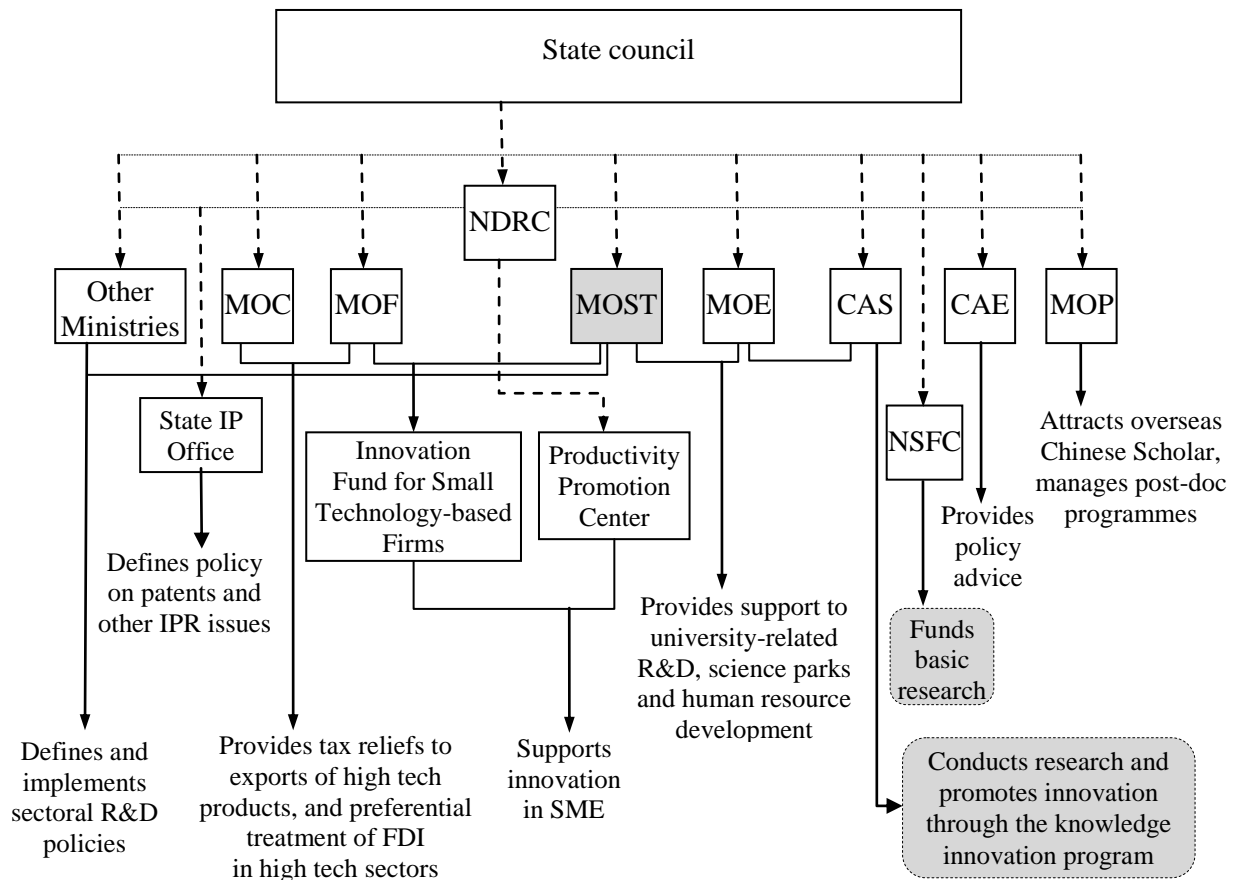 State council
NDRC
Other
Ministries
MOC
MOF
MOST
MOE
CAS
CAE
MOP
State IP
Office
Innovation
Fund for Small
Technology-based
Firms
Productivity
Promotion
Center
NSFC
Attracts overseas
Chinese Scholar,
manages post-doc
programmes
Provides
policy
advice
Defines policy
on patents and
other IPR issues
Provides support to
university-related
R&D, science parks
and human resource
development
Funds
basic
research
Defines and
implements
sectoral R&D
policies
Provides tax reliefs to
exports of high tech
products, and preferential
treatment of FDI
in high tech sectors
Supports
innovation
in SME
Conducts research and
promotes innovation
through the knowledge
innovation program